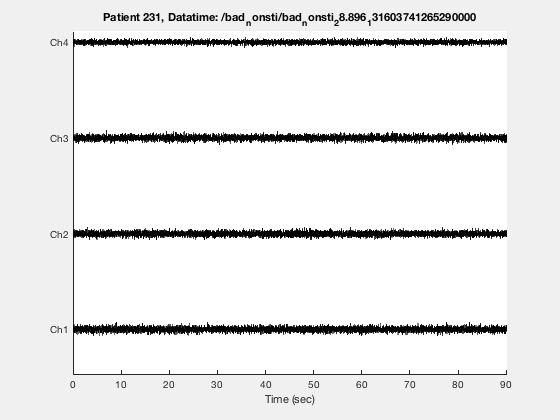 Patient 231, Datatime: /bad_nonsti/bad_nonsti_28.896_131603741265290000
Ch4
Ch3
Ch2
Ch1
0 10 20 30 40 50 60 70 80 90
Time (sec)